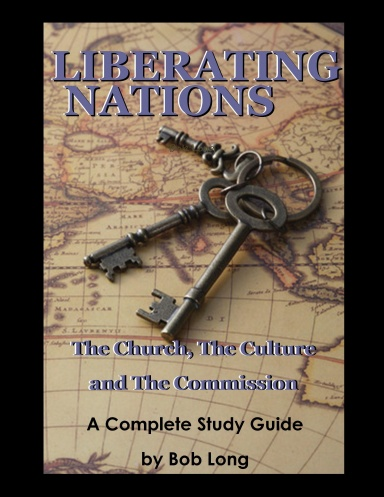 LIBERATING
NATIONS
The Church, The Culture
and The Commission
A Complete Study Guide
by Bob Long